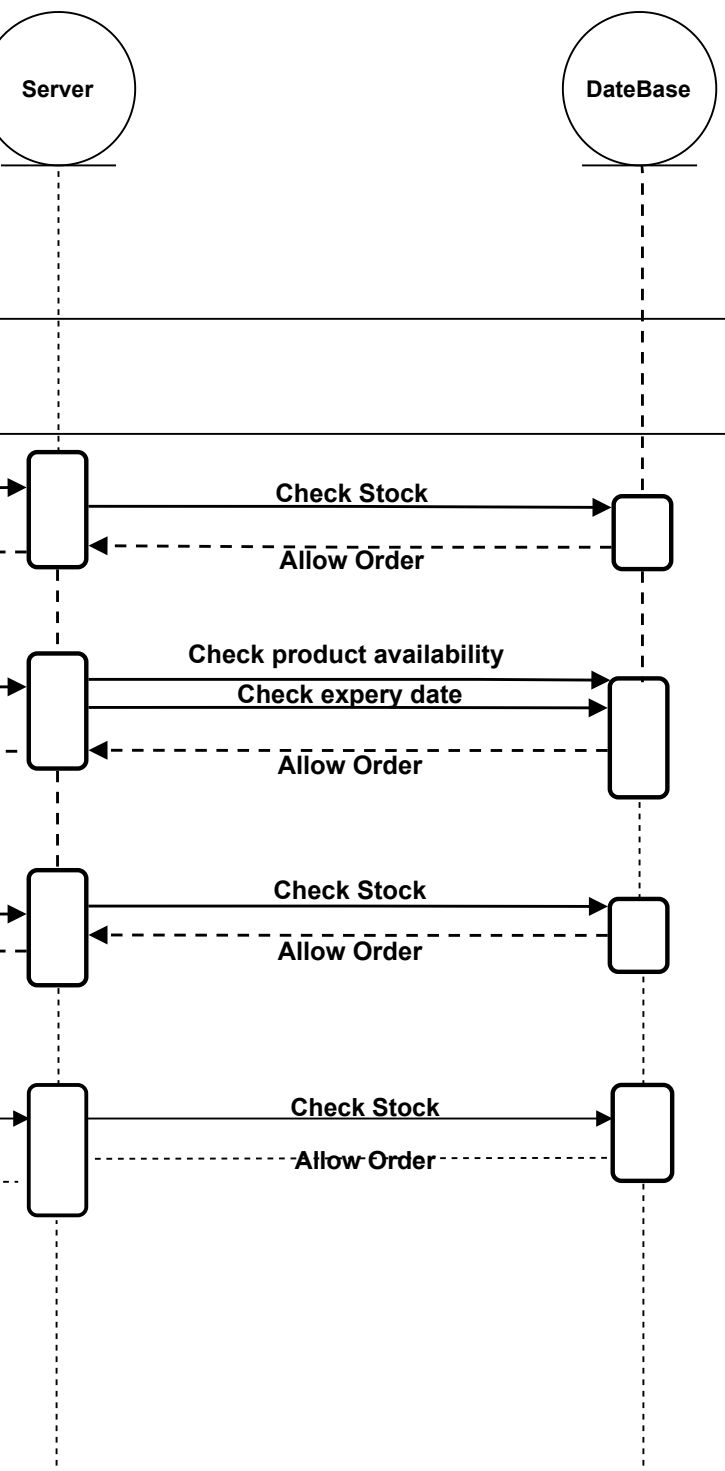 Server
DateBase
Check Stock
Allow Order
Check product availability
Check expery date
Allow Order
Check Stock
Allow Order
Check Stock
Allow Order